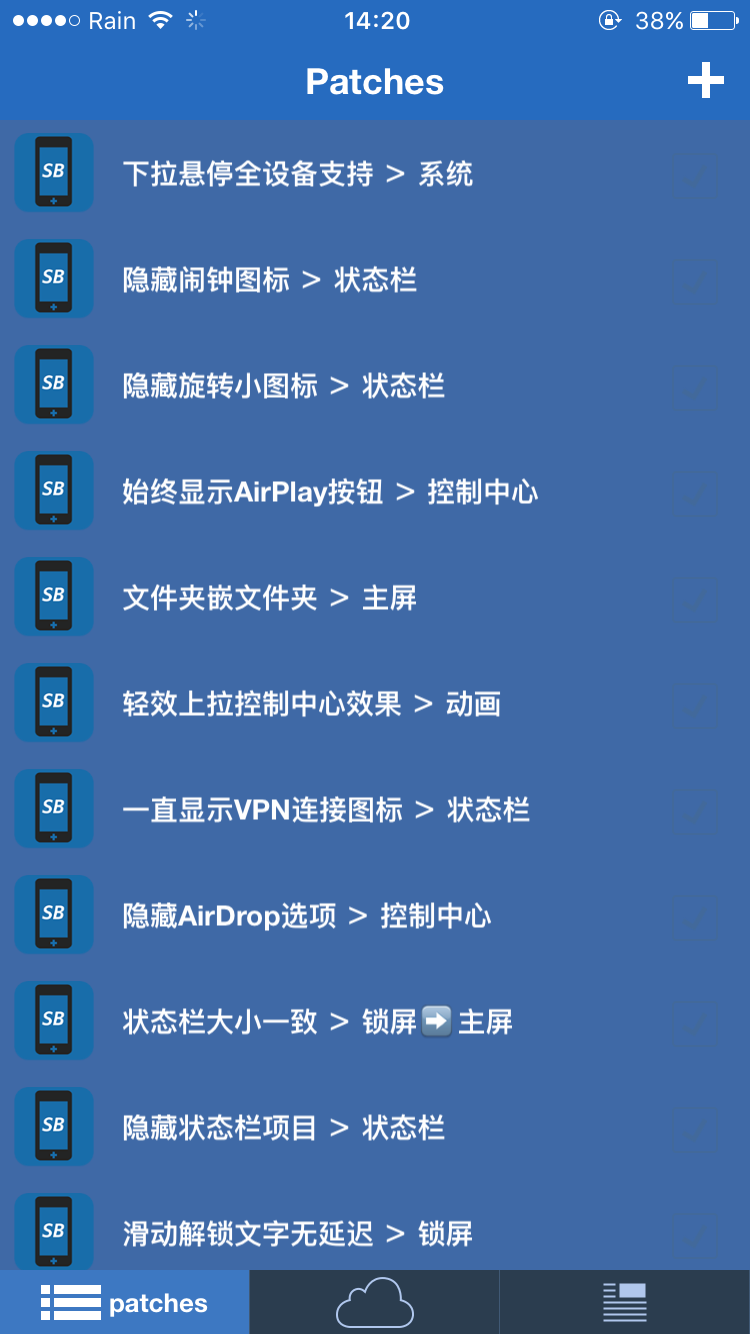 Rain 14:20 38%
Patches
SB 下拉悬停全设备支持 > 系统
SB 隐藏闹钟图标 > 状态栏
SB 隐藏旋转小图标 > 状态栏
SB 始终显示AirPlay按钮 > 控制中心
SB 文件夹嵌文件夹 > 主屏
SB 轻效上拉控制中心效果 > 动画
SB 一直显示VPN连接图标 > 状态栏
SB 隐藏AirDrop选项 > 控制中心
SB 状态栏大小一致 > 锁屏➡️主屏
SB 隐藏状态栏项目 > 状态栏
SB 滑动解锁文字无延迟 > 锁屏
patches